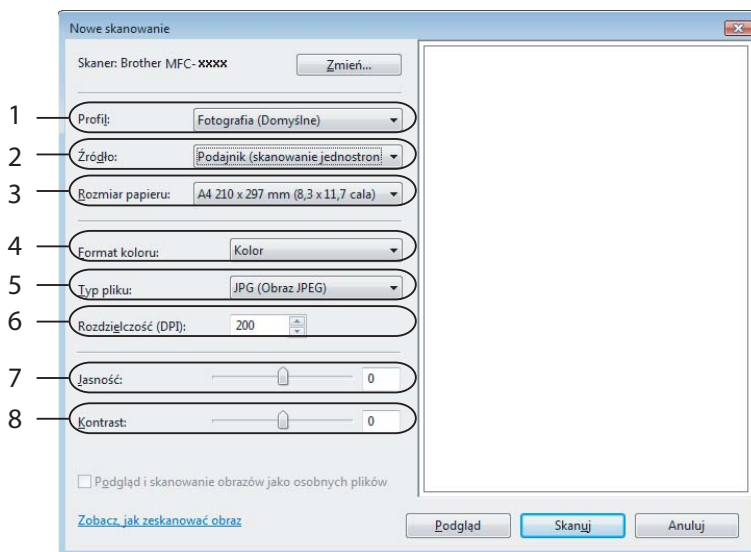 Nowe skanowanie
Skaner: Brother MFC-xxxx Zmień...
1 Profil: Fotografia (Domyślne)
2 Źródło: Podajnik (skanowanie jednostron
3 Rozmiar papieru: A4 210 x 297 mm (8,3 x 11,7 cala)
4 Format koloru: Kolor
5 Typ pliku: JPG (Obraz JPEG)
6 Rozdzielczość (DPI): 200
7 Jasność: 0
8 Kontrast: 0
Podgląd i skanowanie obrazów jako osobnych plików
Zobacz, jak zeskanować obraz Podgląd Skanuj Anuluj